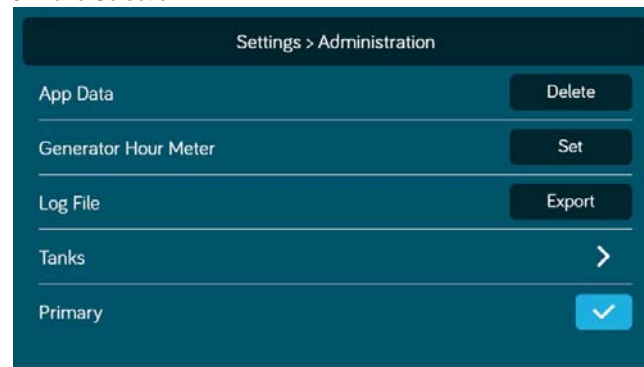 Settings > Administration
App Data Delete
Generator Hour Meter Set
Log File Export
Tanks >
Primary